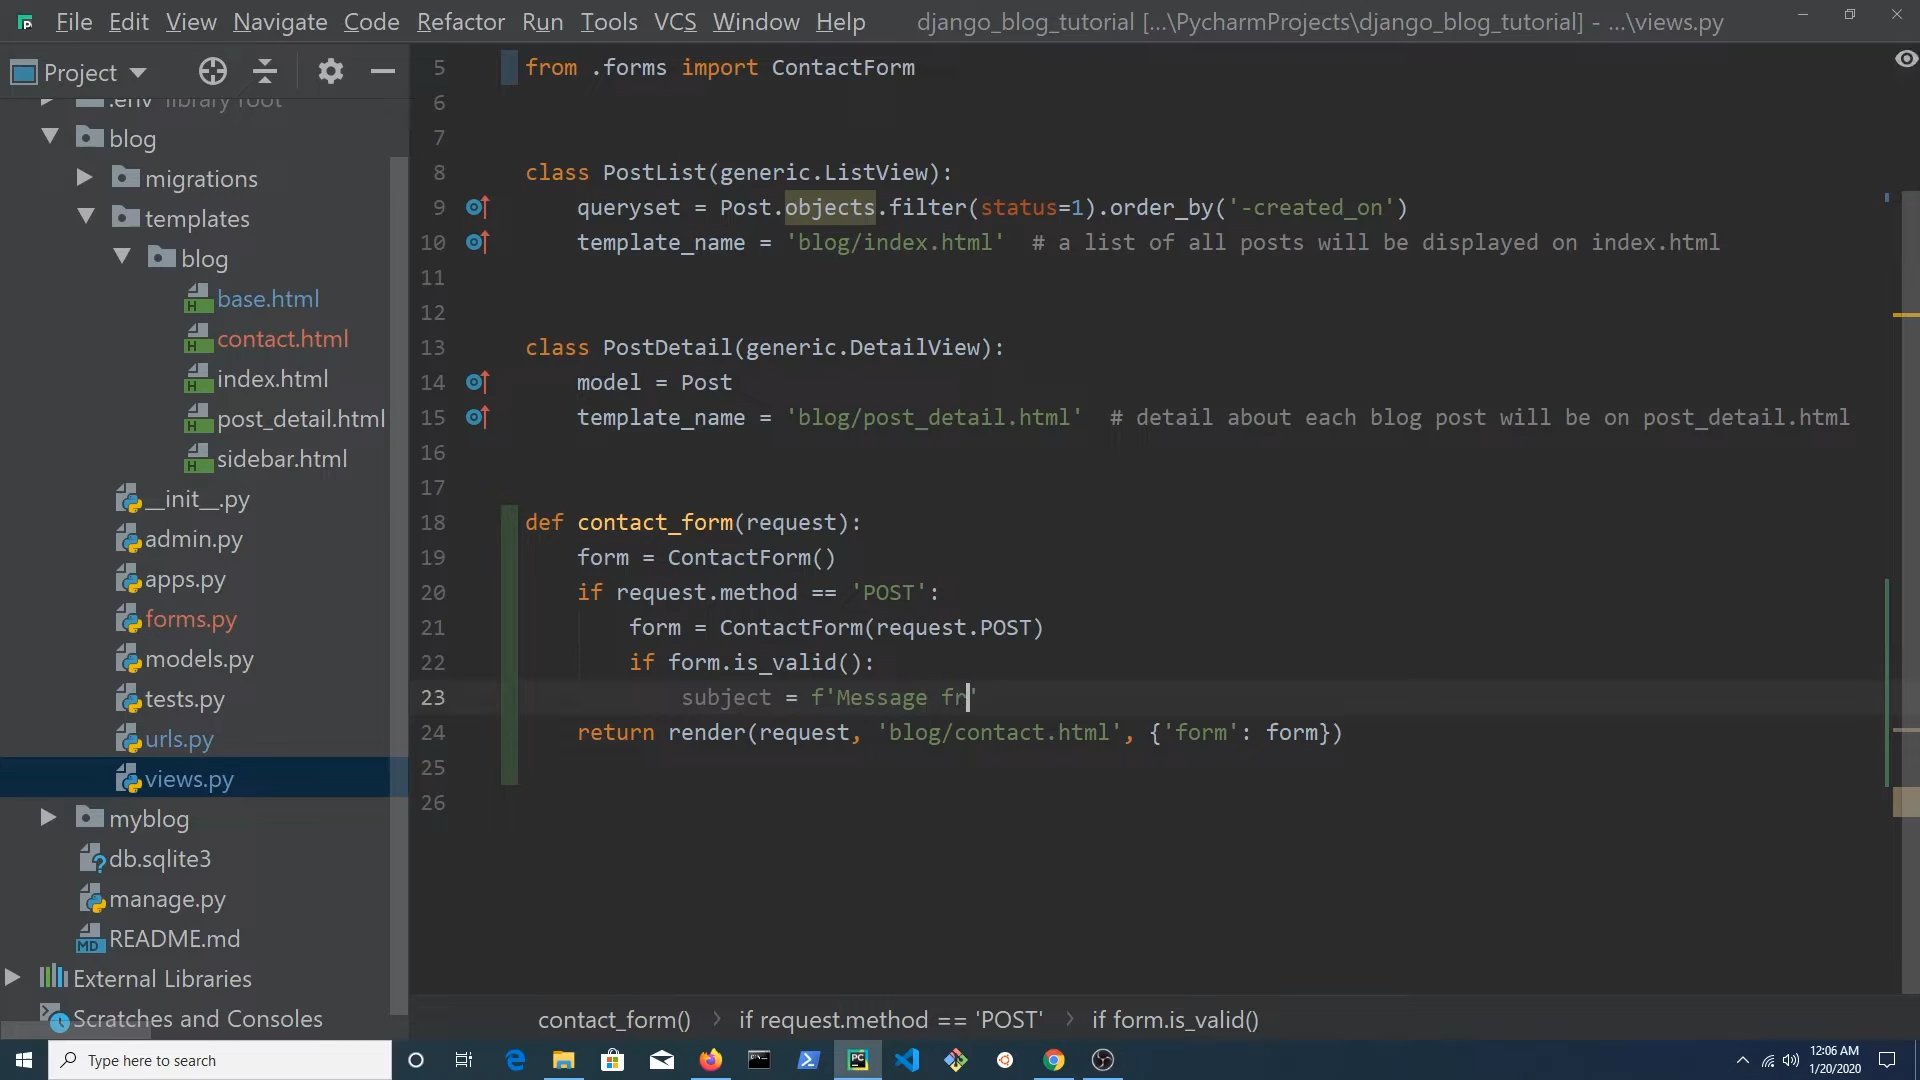 File Edit View Navigate Code Refactor Run Tools VCS Window Help django_blog_tutorial [...\PycharmProjects\django_blog_tutorial] - ...\views.py
Project
.env library root
blog
migrations
templates
blog
base.html
contact.html
index.html
post_detail.html
sidebar.html
__init__.py
admin.py
apps.py
forms.py
models.py
tests.py
urls.py
views.py
myblog
db.sqlite3
manage.py
README.md
External Libraries
Scratches and Consoles
5 from .forms import ContactForm
6
7
8 class PostList(generic.ListView):
9 queryset = Post.objects.filter(status=1).order_by('-created_on')
10 template_name = 'blog/index.html' # a list of all posts will be displayed on index.html
11
12
13 class PostDetail(generic.DetailView):
14 model = Post
15 template_name = 'blog/post_detail.html' # detail about each blog post will be on post_detail.html
16
17
18 def contact_form(request):
19 form = ContactForm()
20 if request.method == 'POST':
21 form = ContactForm(request.POST)
22 if form.is_valid():
23 subject = f'Message fr'
24 return render(request, 'blog/contact.html', {'form': form})
25
26
contact_form() > if request.method == 'POST' > if form.is_valid()
Type here to search
12:06 AM
1/20/2020